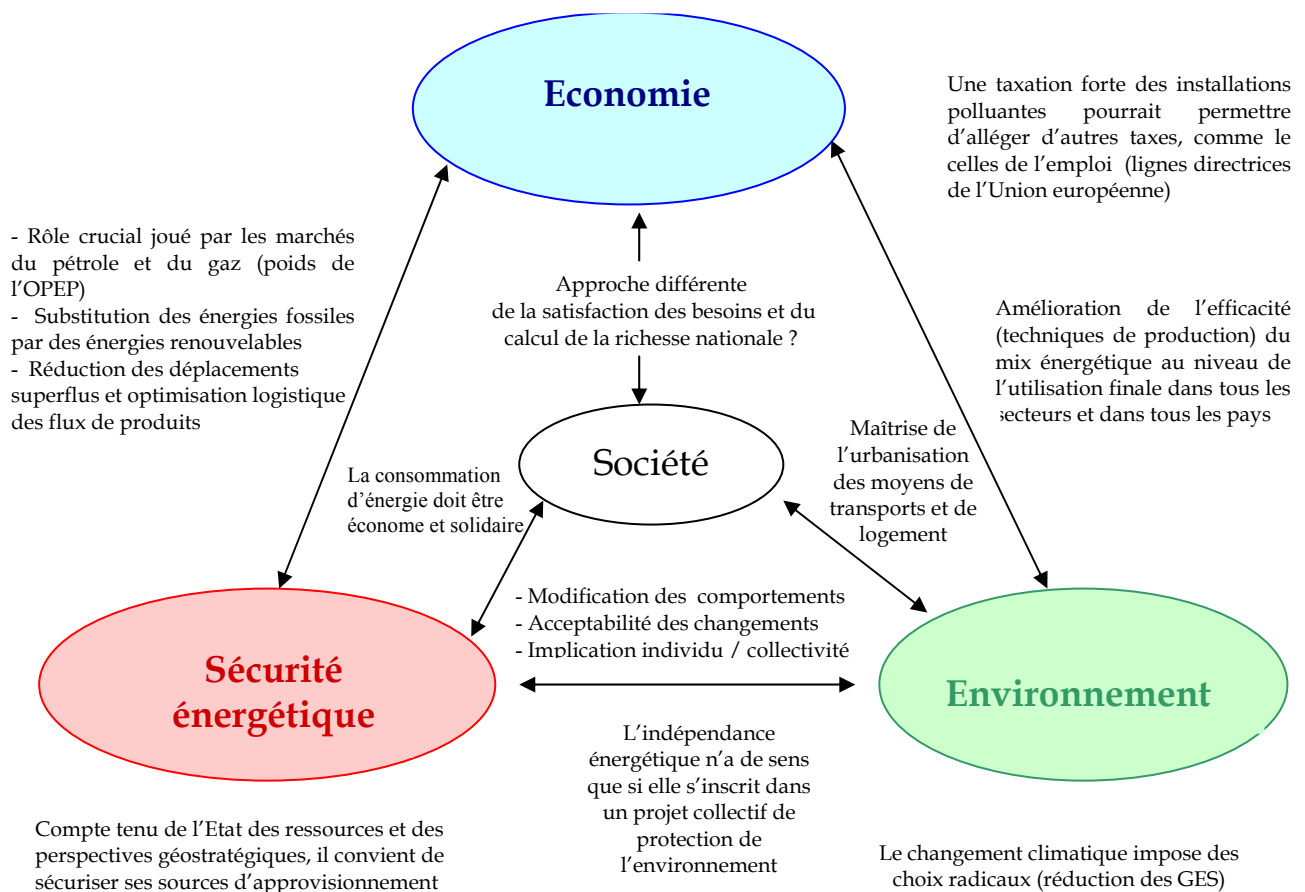 Economie
Une taxation forte des installations
polluantes pourrait permettre
d’alléger d’autres taxes, comme le
celles de l’emploi (lignes directrices
de l’Union européenne)
- Rôle crucial joué par les marchés
du pétrole et du gaz (poids de
l’OPEP)
- Substitution des énergies fossiles
par des énergies renouvelables
- Réduction des déplacements
superflus et optimisation logistique
des flux de produits
Approche différente
de la satisfaction des besoins et du
calcul de la richesse nationale ?
Amélioration de l’efficacité
(techniques de production) du
mix énergétique au niveau de
l’utilisation finale dans tous les
secteurs et dans tous les pays
Société
Maîtrise de
l’urbanisation
des moyens de
transports et de
logement
La consommation
d’énergie doit être
économe et solidaire
- Modification des comportements
- Acceptabilité des changements
- Implication individu / collectivité
Sécurité
énergétique
Environnement
L’indépendance
énergétique n’a de sens
que si elle s’inscrit dans
un projet collectif de
protection de
l’environnement
Compte tenu de l’Etat des ressources et des
perspectives géostratégiques, il convient de
sécuriser ses sources d’approvisionnement
Le changement climatique impose des
choix radicaux (réduction des GES)